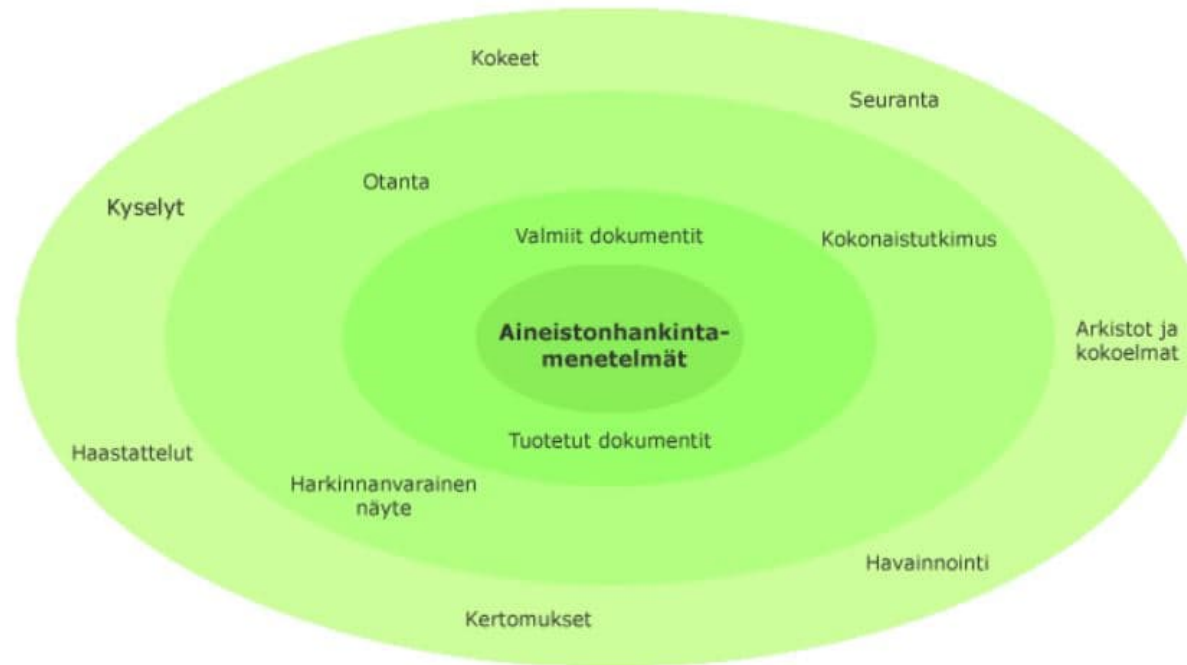 Kokeet
Seuranta
Otanta
Kyselyt
Valmiit dokumentit
Kokonaistutkimus
Aineistonhankinta-
menetelmät
Arkistot ja
kokoelmat
Tuotetut dokumentit
Haastattelut
Harkinnanvarainen
näyte
Havainnointi
Kertomukset